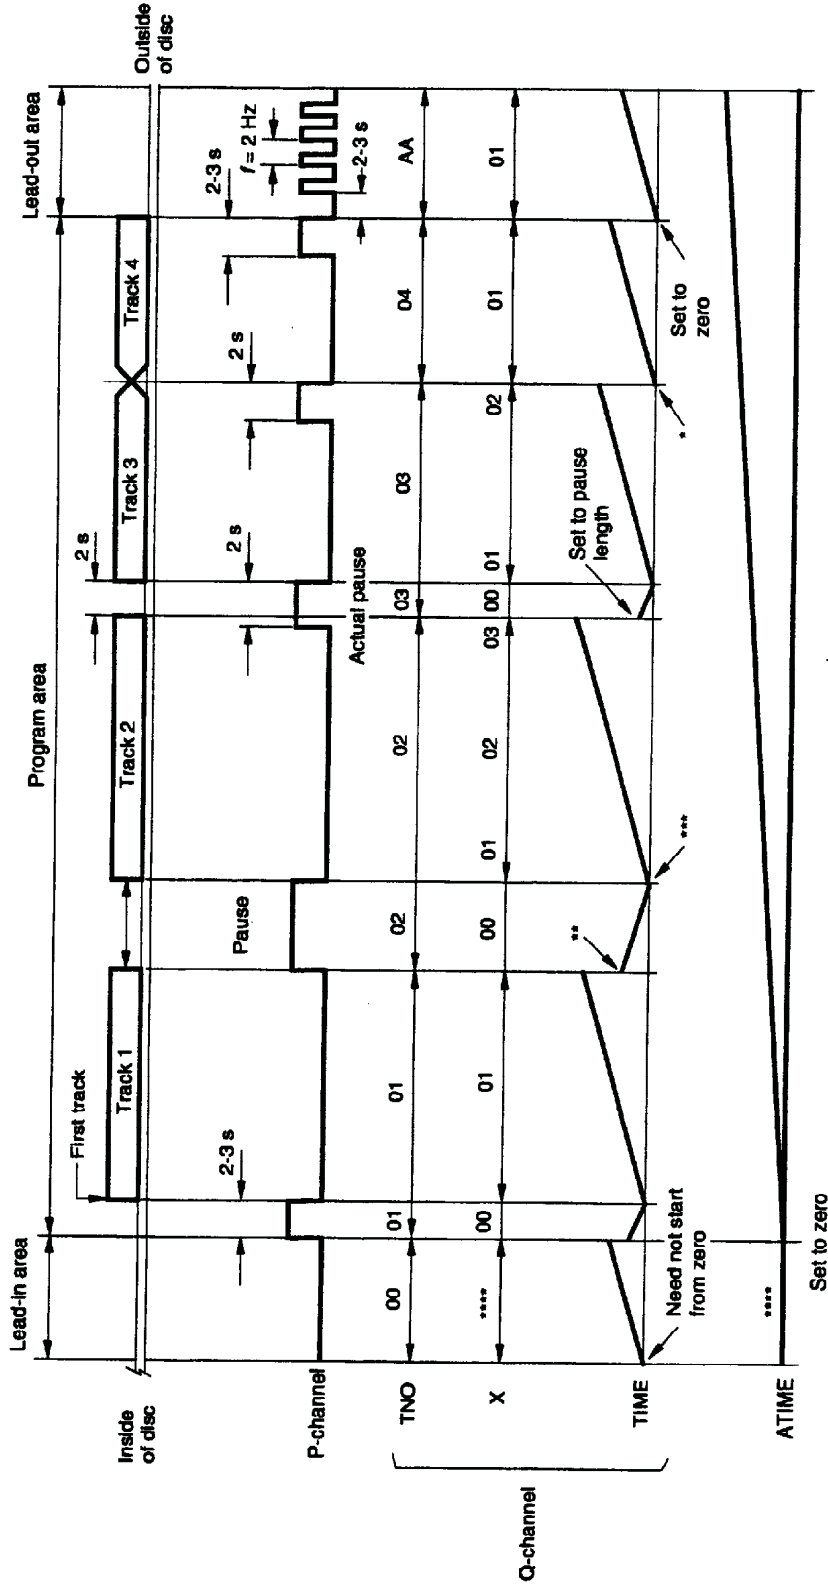 Lead-in area
Program area
Lead-out area
Inside
of disc
First track
Track 1
Track 2
2 s
Track 3
Track 4
Outside
of disc
P-channel
2-3 s
Pause
2 s
2 s
2-3 s
f = 2 Hz
Actual pause
2-3 s
Q-channel
TNO
00
01
01
02
02
03
03
04
AA
X
****
00
01
00
01
02
03
00
01
02
01
01
TIME
Need not start
from zero
**
***
Set to pause
length
*
Set to
zero
ATIME
****
Set to zero